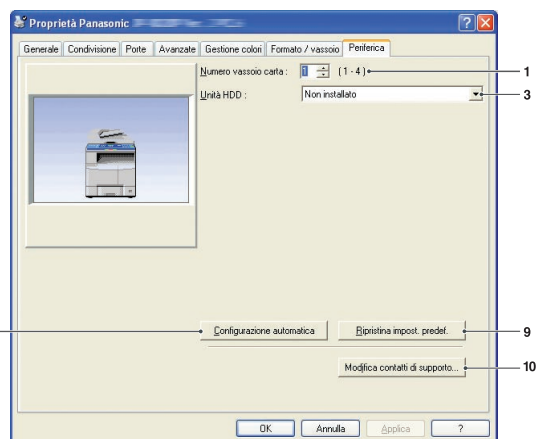 Proprietà Panasonic
Generale Condivisione Porte Avanzate Gestione colori Formato / vassoio Periferica
Numero vassoio carta : 1 (1 - 4) 1
Unità HDD : Non installato 3
Configurazione automatica Ripristina impost. predef. 9
Modifica contatti di supporto... 10
OK Annulla Applica ?